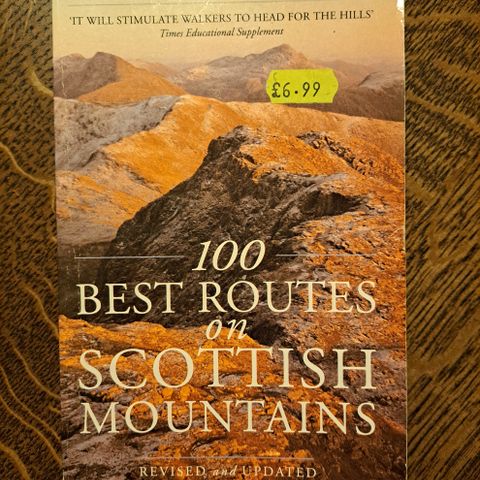 'IT WILL STIMULATE WALKERS TO HEAD FOR THE HILLS'
Times Educational Supplement
£6.99
100
BEST ROUTES
on
SCOTTISH
MOUNTAINS
REVISED and UPDATED